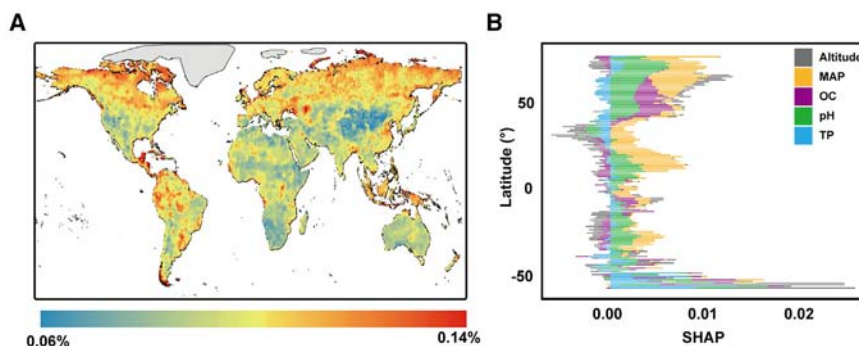 A
0.06%
0.14%
B
Altitude
MAP
OC
pH
TP
Latitude (°)
50
0
-50
0.00
0.01
0.02
SHAP